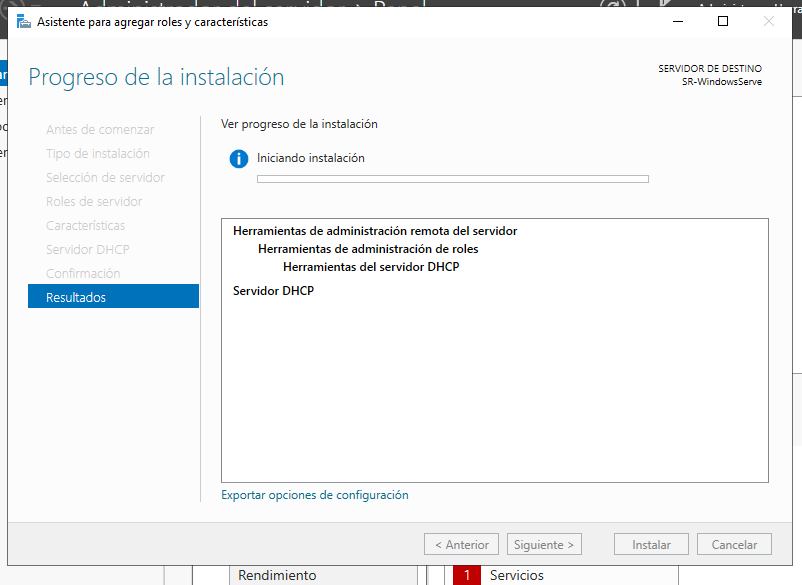 Asistente para agregar roles y características
Progreso de la instalación
SERVIDOR DE DESTINO
SR-WindowsServe
Antes de comenzar
Tipo de instalación
Selección de servidor
Roles de servidor
Características
Servidor DHCP
Confirmación
Resultados
Ver progreso de la instalación
Iniciando instalación
Herramientas de administración remota del servidor
Herramientas de administración de roles
Herramientas del servidor DHCP
Servidor DHCP
Exportar opciones de configuración
< Anterior
Siguiente >
Instalar
Cancelar
Rendimiento
1 Servicios